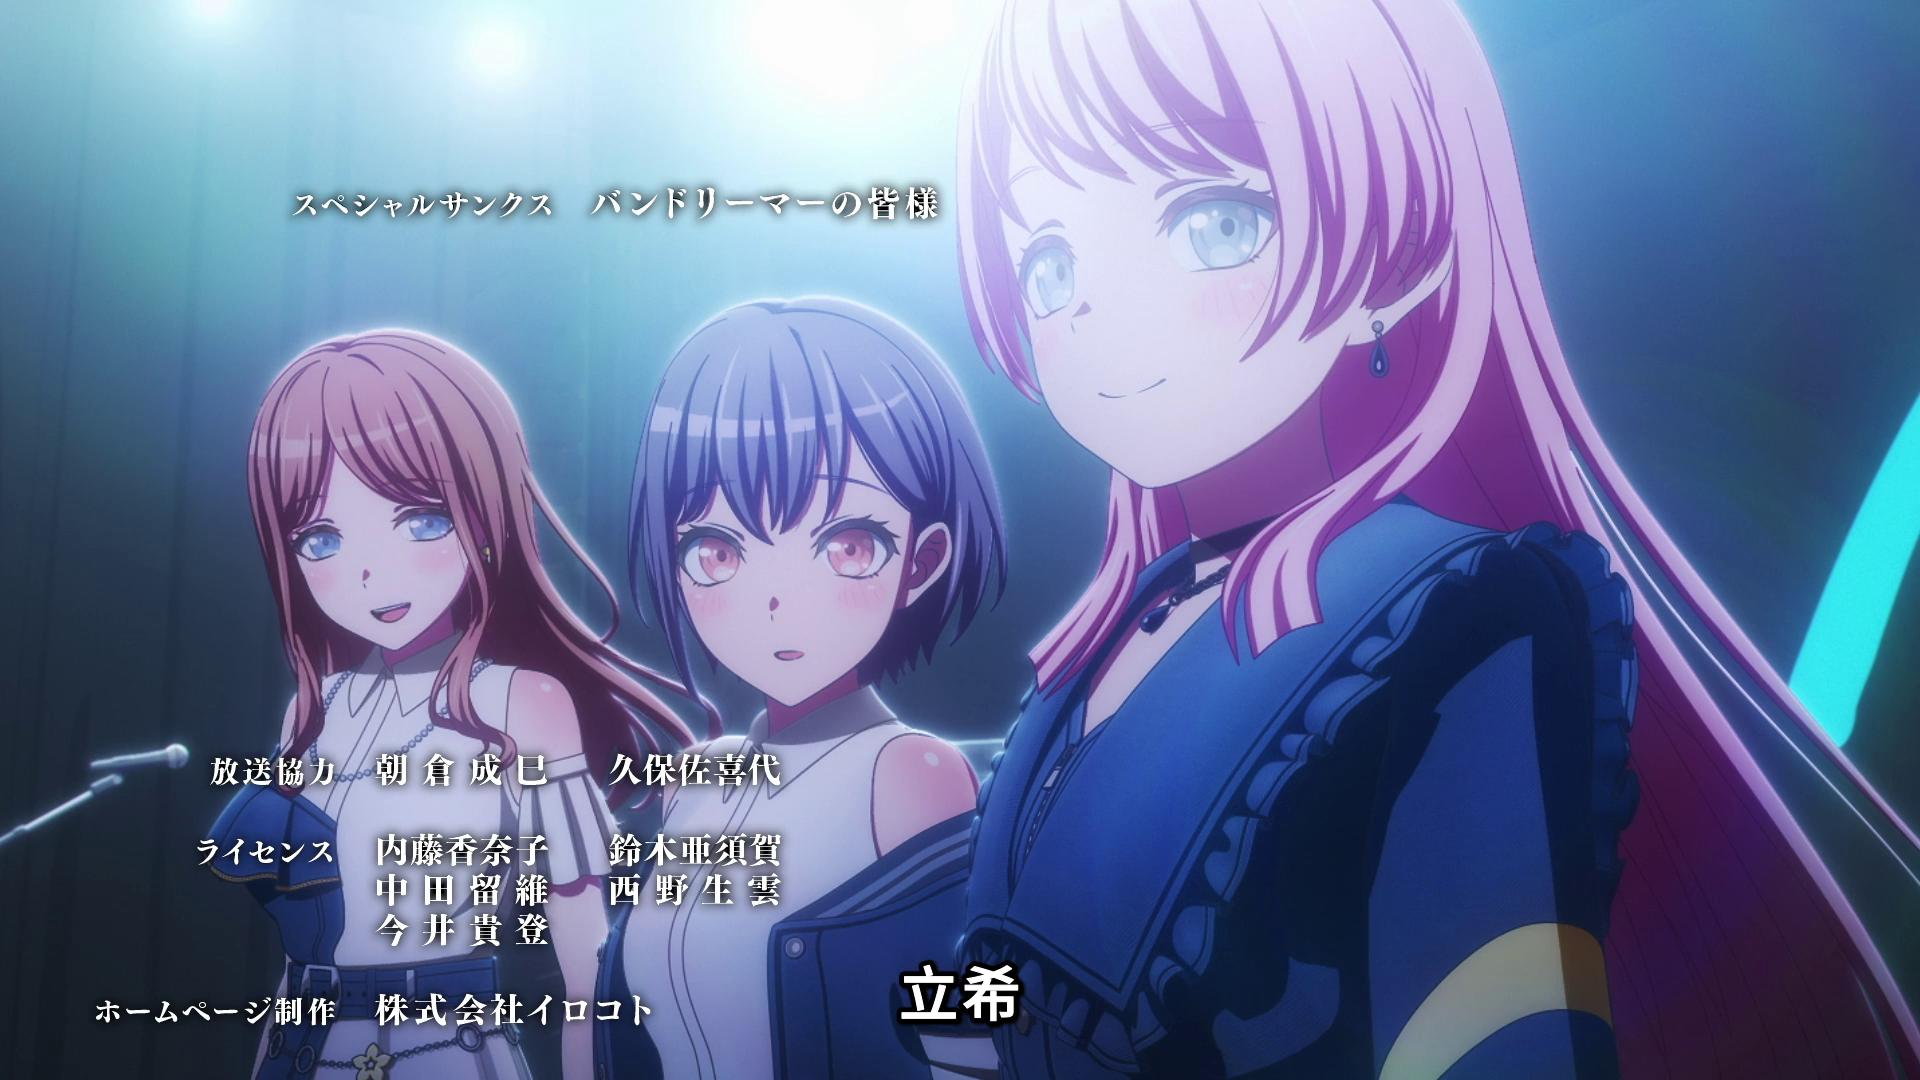 スペシャルサンクス　バンドリーマーの皆様
放送協力　朝倉成巳　久保佐喜代
ライセンス　内藤香奈子　鈴木亜須賀
中田留維　西野生雲
今井貴登
ホームページ制作　株式会社イロコト
立希